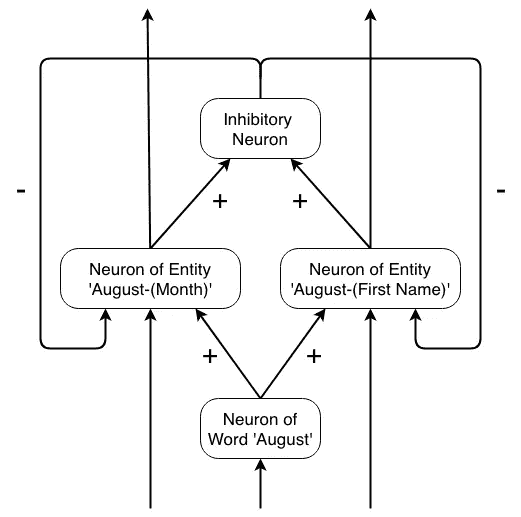 Inhibitory
Neuron
-
-
+
+
Neuron of Entity
'August-(Month)'
Neuron of Entity
'August-(First Name)'
+
+
Neuron of
Word 'August'